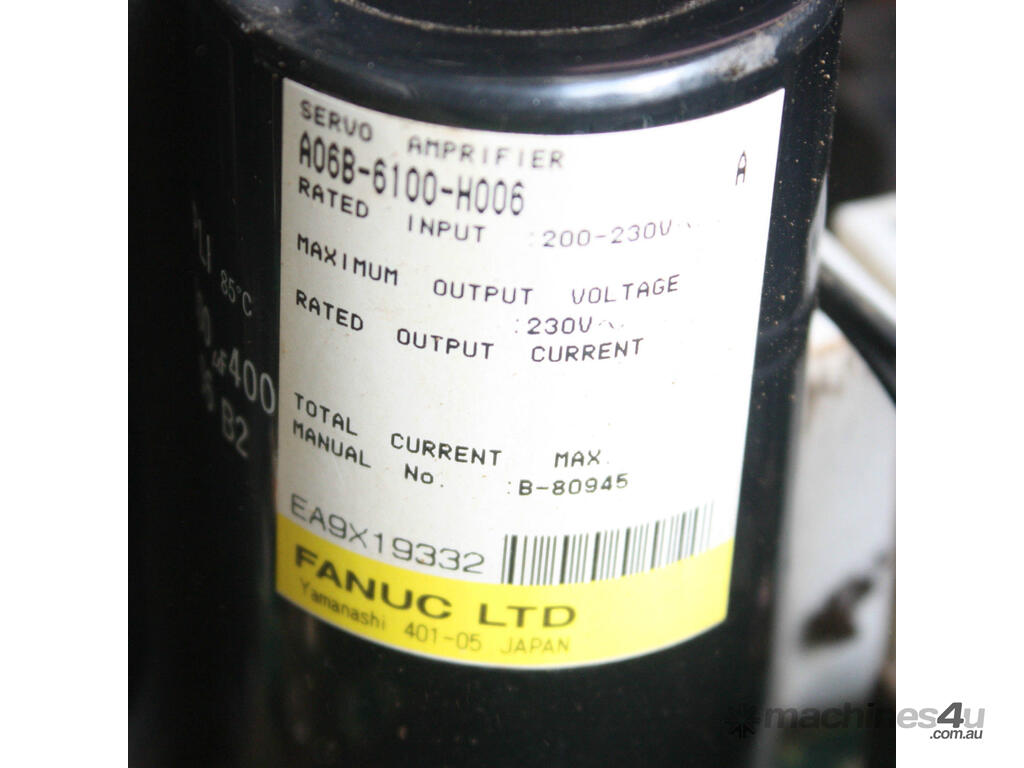 SERVO AMPRIFIER
A06B-6100-H006
A
RATED INPUT :200-230V~
MAXIMUM OUTPUT VOLTAGE
:230V~
RATED OUTPUT CURRENT
TOTAL CURRENT MAX.
MANUAL No. :B-80945
EA9X19332
FANUC LTD
Yamanashi 401-05 JAPAN
85°C
400
B2
machines4u
.com.au